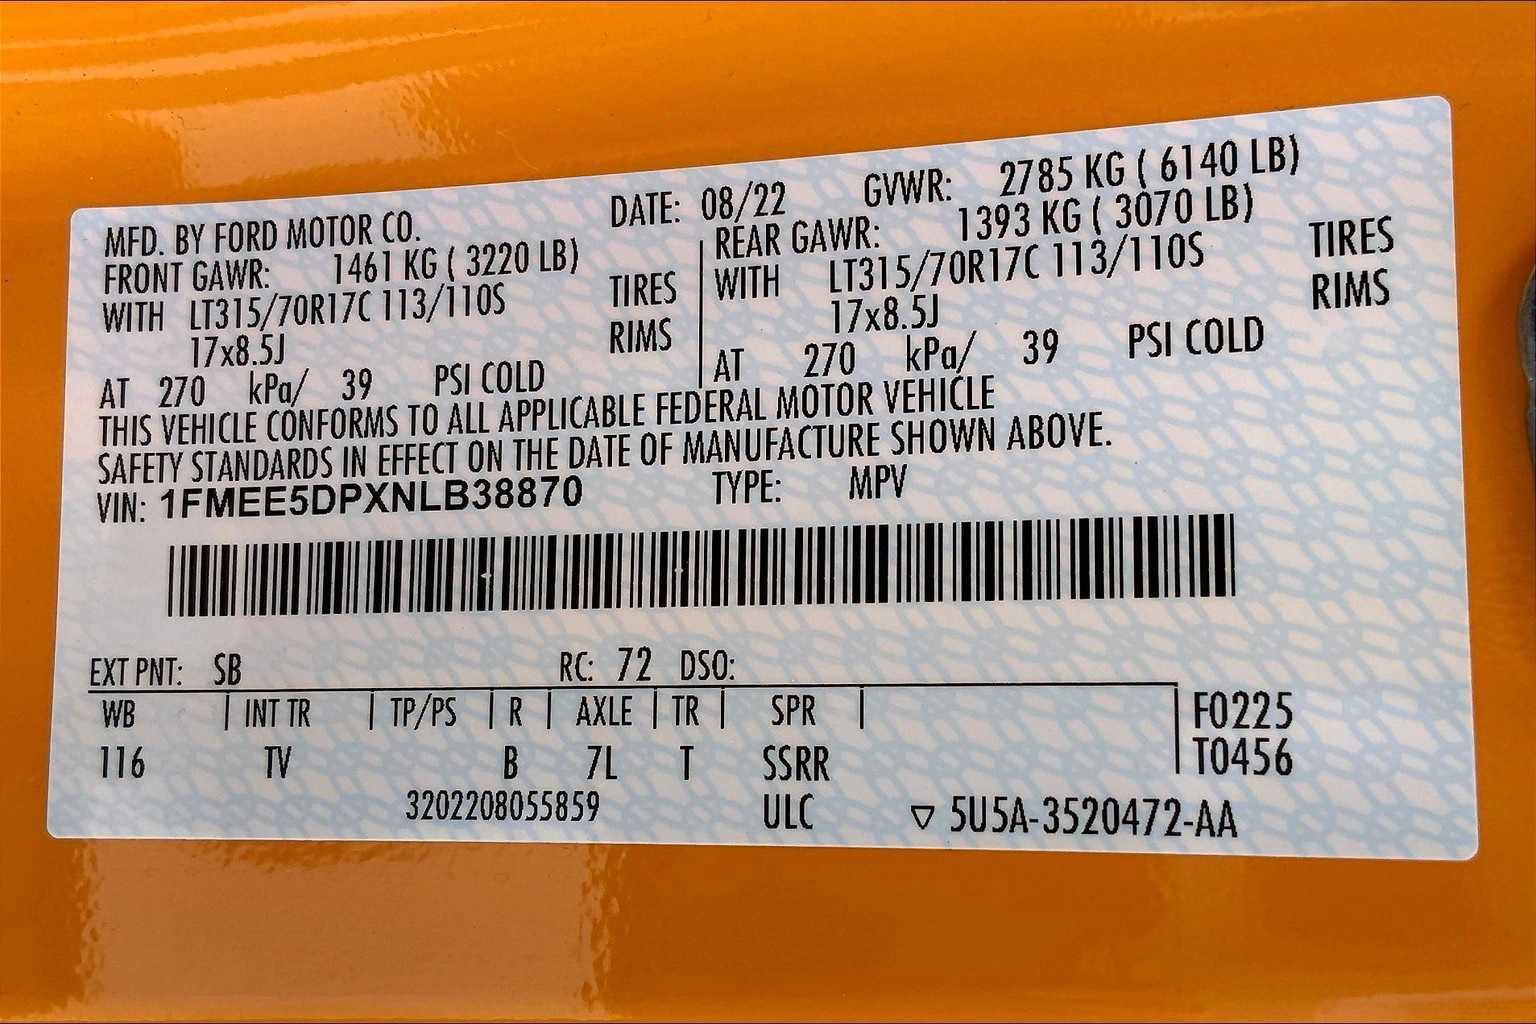 MFD. BY FORD MOTOR CO. DATE: 08/22 GVWR: 2785 KG ( 6140 LB)
FRONT GAWR: 1461 KG ( 3220 LB)
WITH LT315/70R17C 113/110S TIRES
17x8.5J RIMS
AT 270 kPa/ 39 PSI COLD
REAR GAWR: 1393 KG ( 3070 LB)
WITH LT315/70R17C 113/110S TIRES
17x8.5J RIMS
AT 270 kPa/ 39 PSI COLD
THIS VEHICLE CONFORMS TO ALL APPLICABLE FEDERAL MOTOR VEHICLE
SAFETY STANDARDS IN EFFECT ON THE DATE OF MANUFACTURE SHOWN ABOVE.
VIN: 1FMEE5DPXNLB38870 TYPE: MPV
EXT PNT: SB RC: 72 DSO:
WB INT TR TP/PS R AXLE TR SPR F0225
116 TV B 7L T SSRR T0456
3202208055859 ULC ▽ 5U5A-3520472-AA